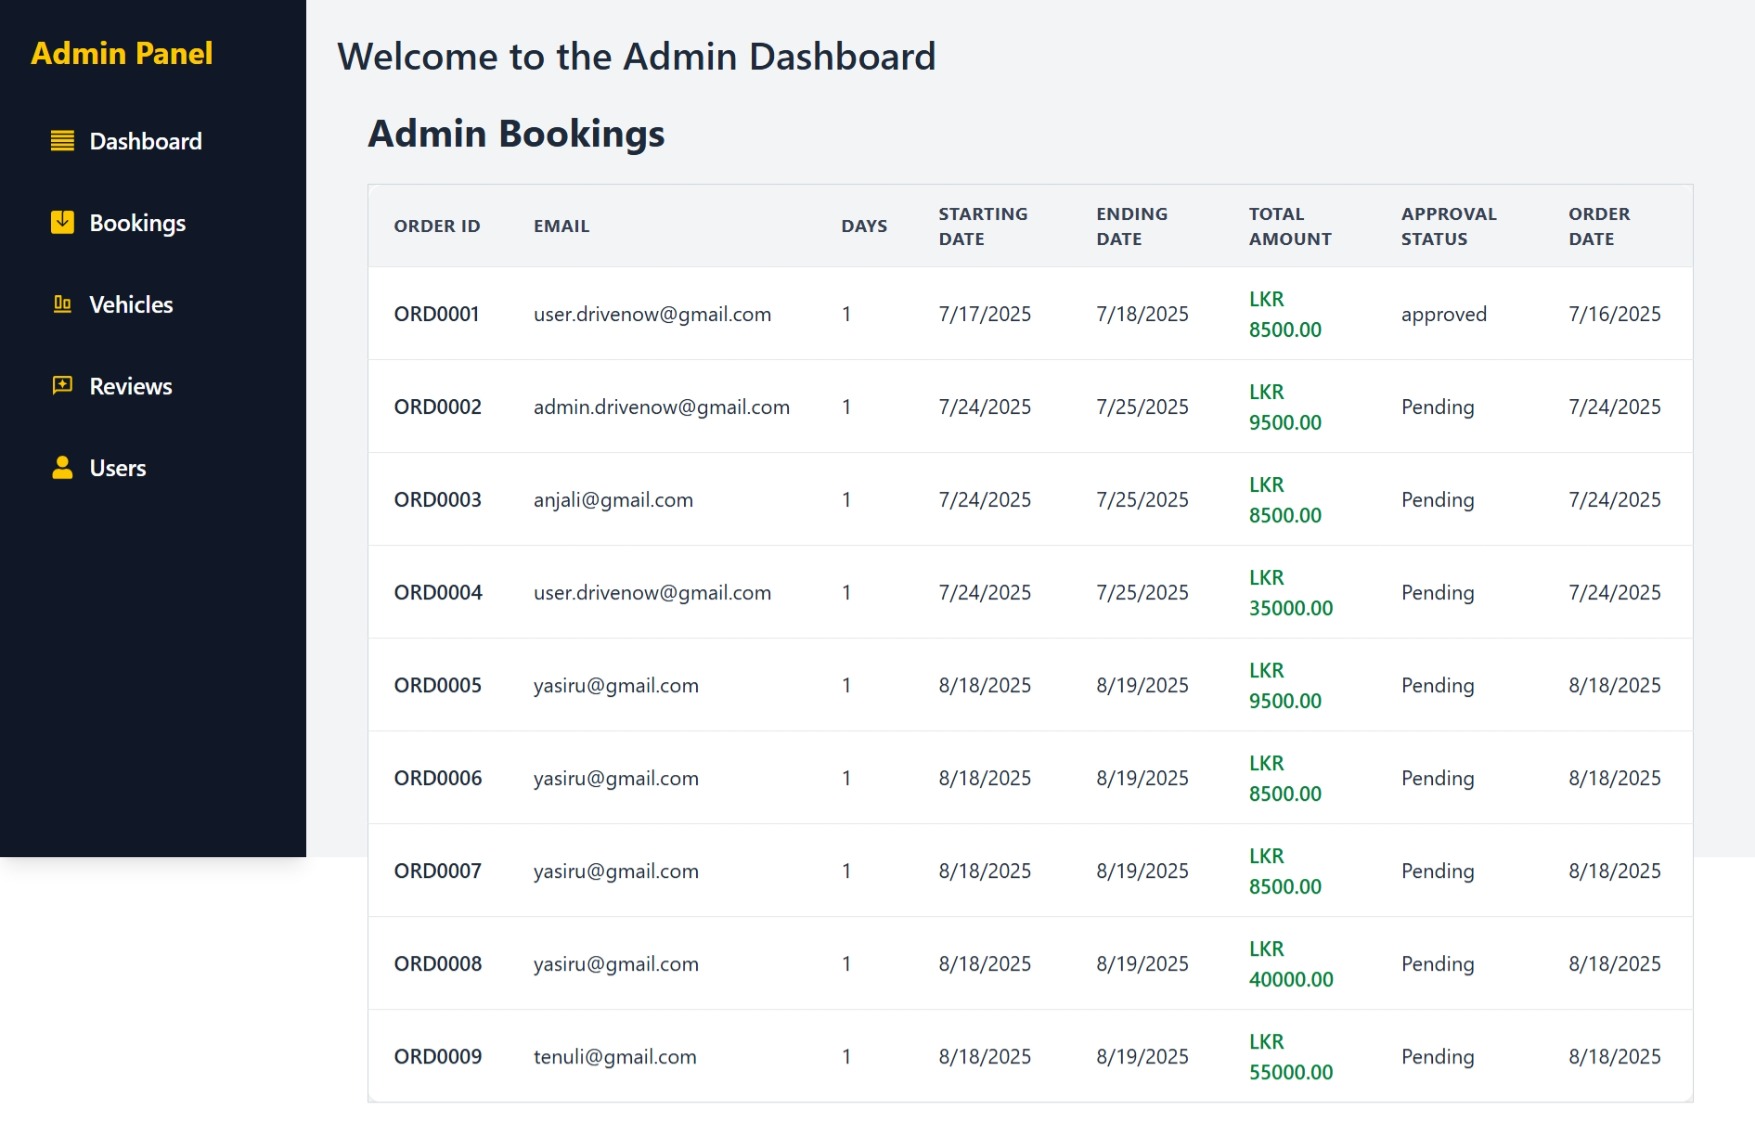 Admin Panel
Dashboard
Bookings
Vehicles
Reviews
Users
Welcome to the Admin Dashboard
Admin Bookings
ORDER ID EMAIL DAYS STARTING DATE ENDING DATE TOTAL AMOUNT APPROVAL STATUS ORDER DATE
ORD0001 user.drivenow@gmail.com 1 7/17/2025 7/18/2025 LKR 8500.00 approved 7/16/2025
ORD0002 admin.drivenow@gmail.com 1 7/24/2025 7/25/2025 LKR 9500.00 Pending 7/24/2025
ORD0003 anjali@gmail.com 1 7/24/2025 7/25/2025 LKR 8500.00 Pending 7/24/2025
ORD0004 user.drivenow@gmail.com 1 7/24/2025 7/25/2025 LKR 35000.00 Pending 7/24/2025
ORD0005 yasiru@gmail.com 1 8/18/2025 8/19/2025 LKR 9500.00 Pending 8/18/2025
ORD0006 yasiru@gmail.com 1 8/18/2025 8/19/2025 LKR 8500.00 Pending 8/18/2025
ORD0007 yasiru@gmail.com 1 8/18/2025 8/19/2025 LKR 8500.00 Pending 8/18/2025
ORD0008 yasiru@gmail.com 1 8/18/2025 8/19/2025 LKR 40000.00 Pending 8/18/2025
ORD0009 tenuli@gmail.com 1 8/18/2025 8/19/2025 LKR 55000.00 Pending 8/18/2025